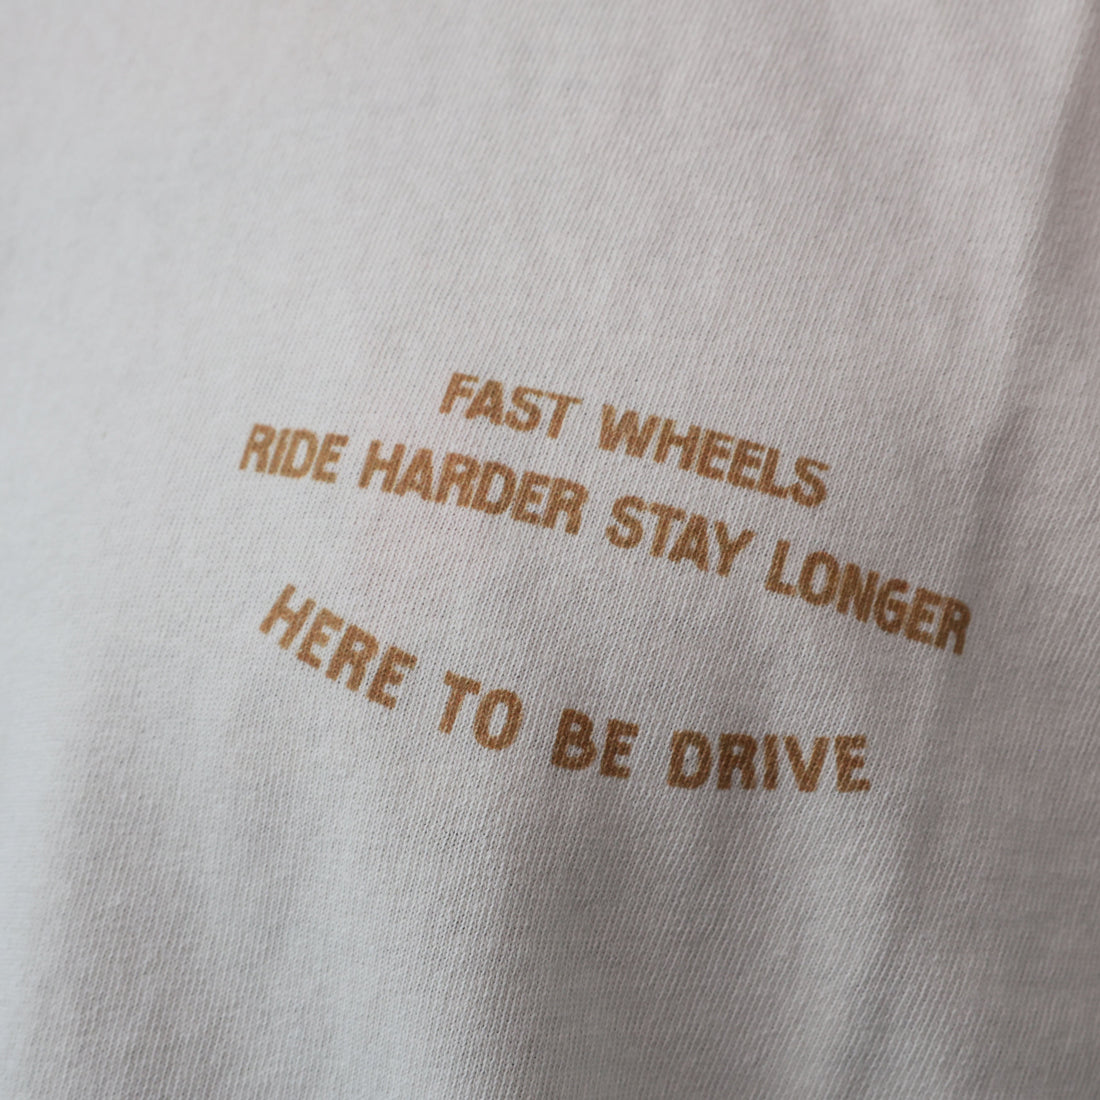 FAST WHEELS
RIDE HARDER STAY LONGER
HERE TO BE DRIVE